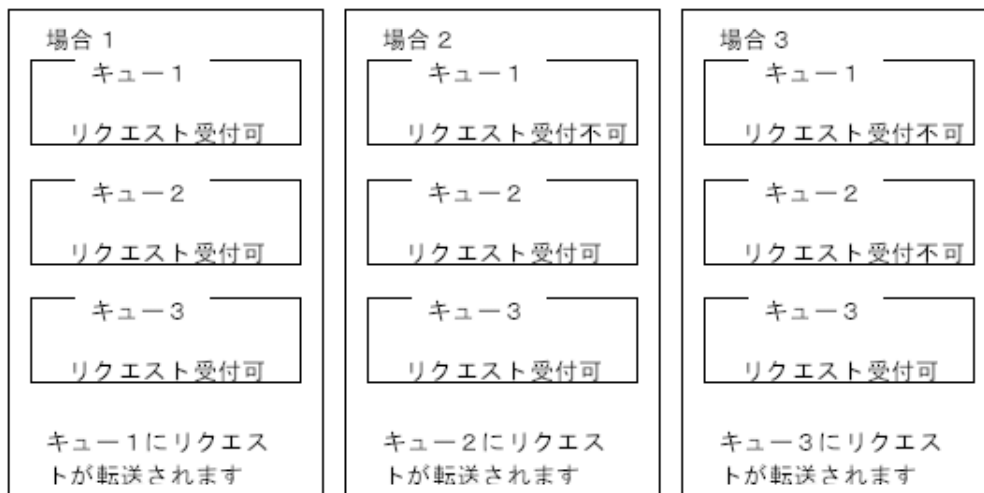 場合１
キュー１
リクエスト受付可
キュー２
リクエスト受付可
キュー３
リクエスト受付可
キュー１にリクエス
トが転送されます
場合２
キュー１
リクエスト受付不可
キュー２
リクエスト受付可
キュー３
リクエスト受付可
キュー２にリクエス
トが転送されます
場合３
キュー１
リクエスト受付不可
キュー２
リクエスト受付不可
キュー３
リクエスト受付可
キュー３にリクエス
トが転送されます